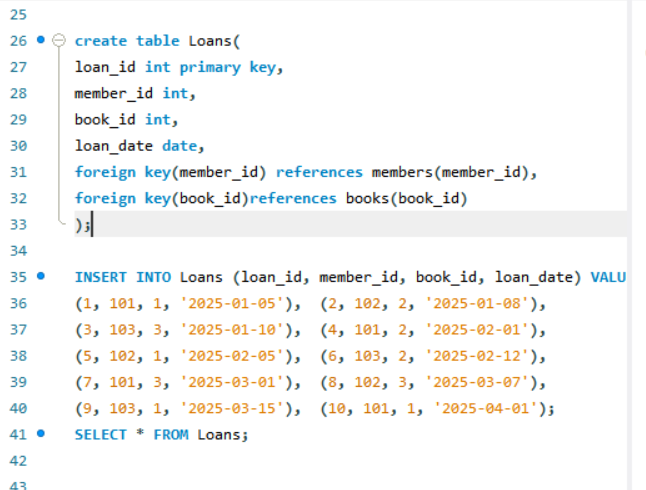 25
26 create table Loans(
27 loan_id int primary key,
28 member_id int,
29 book_id int,
30 loan_date date,
31 foreign key(member_id) references members(member_id),
32 foreign key(book_id)references books(book_id)
33 );
34
35 INSERT INTO Loans (loan_id, member_id, book_id, loan_date) VALU
36 (1, 101, 1, '2025-01-05'), (2, 102, 2, '2025-01-08'),
37 (3, 103, 3, '2025-01-10'), (4, 101, 2, '2025-02-01'),
38 (5, 102, 1, '2025-02-05'), (6, 103, 2, '2025-02-12'),
39 (7, 101, 3, '2025-03-01'), (8, 102, 3, '2025-03-07'),
40 (9, 103, 1, '2025-03-15'), (10, 101, 1, '2025-04-01');
41 SELECT * FROM Loans;
42
43